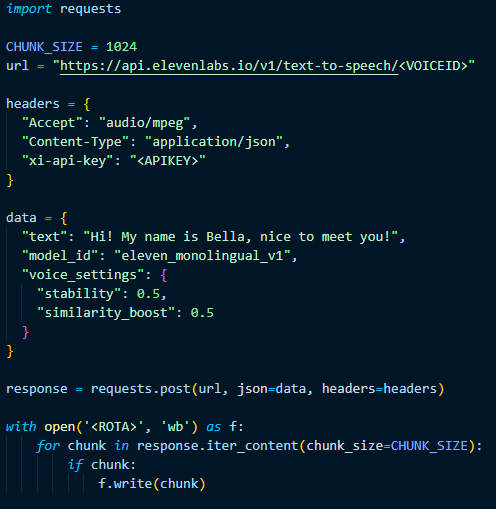 import requests
CHUNK_SIZE = 1024
url = "https://api.elevenlabs.io/v1/text-to-speech/<VOICEID>"
headers = {
"Accept": "audio/mpeg",
"Content-Type": "application/json",
"xi-api-key": "<APIKEY>"
}
data = {
"text": "Hi! My name is Bella, nice to meet you!",
"model_id": "eleven_monolingual_v1",
"voice_settings": {
"stability": 0.5,
"similarity_boost": 0.5
}
}
response = requests.post(url, json=data, headers=headers)
with open('<ROTA>', 'wb') as f:
for chunk in response.iter_content(chunk_size=CHUNK_SIZE):
if chunk:
f.write(chunk)